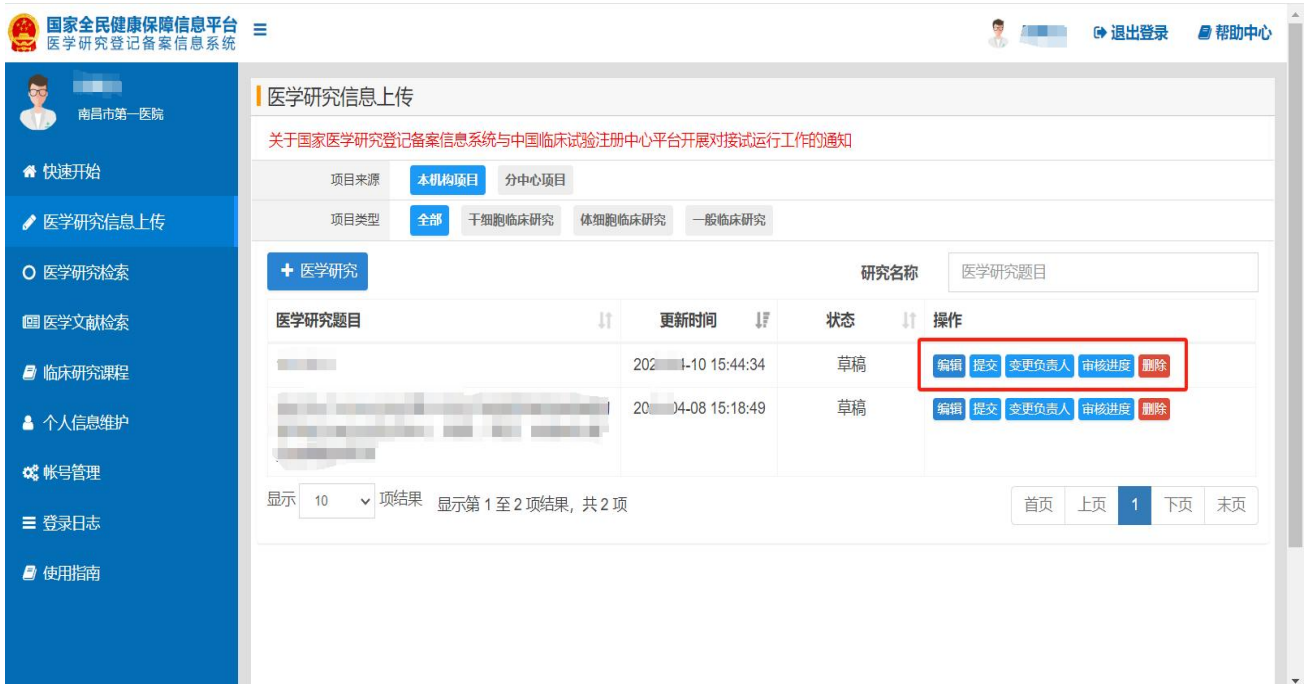 国家全民健康保障信息平台
医学研究登记备案信息系统
退出登录 帮助中心
南昌市第一医院
快速开始
医学研究信息上传
医学研究检索
医学文献检索
临床研究课程
个人信息维护
帐号管理
登录日志
使用指南
医学研究信息上传
关于国家医学研究登记备案信息系统与中国临床试验注册中心平台开展对接试运行工作的通知
项目来源 本机构项目 分中心项目
项目类型 全部 干细胞临床研究 体细胞临床研究 一般临床研究
+ 医学研究 研究名称 医学研究题目
医学研究题目 更新时间 状态 操作
202 4-10 15:44:34 草稿 编辑 提交 变更负责人 审核进度 删除
20 04-08 15:18:49 草稿 编辑 提交 变更负责人 审核进度 删除
显示 10 项结果 显示第 1 至 2 项结果，共 2 项 首页 上页 1 下页 末页